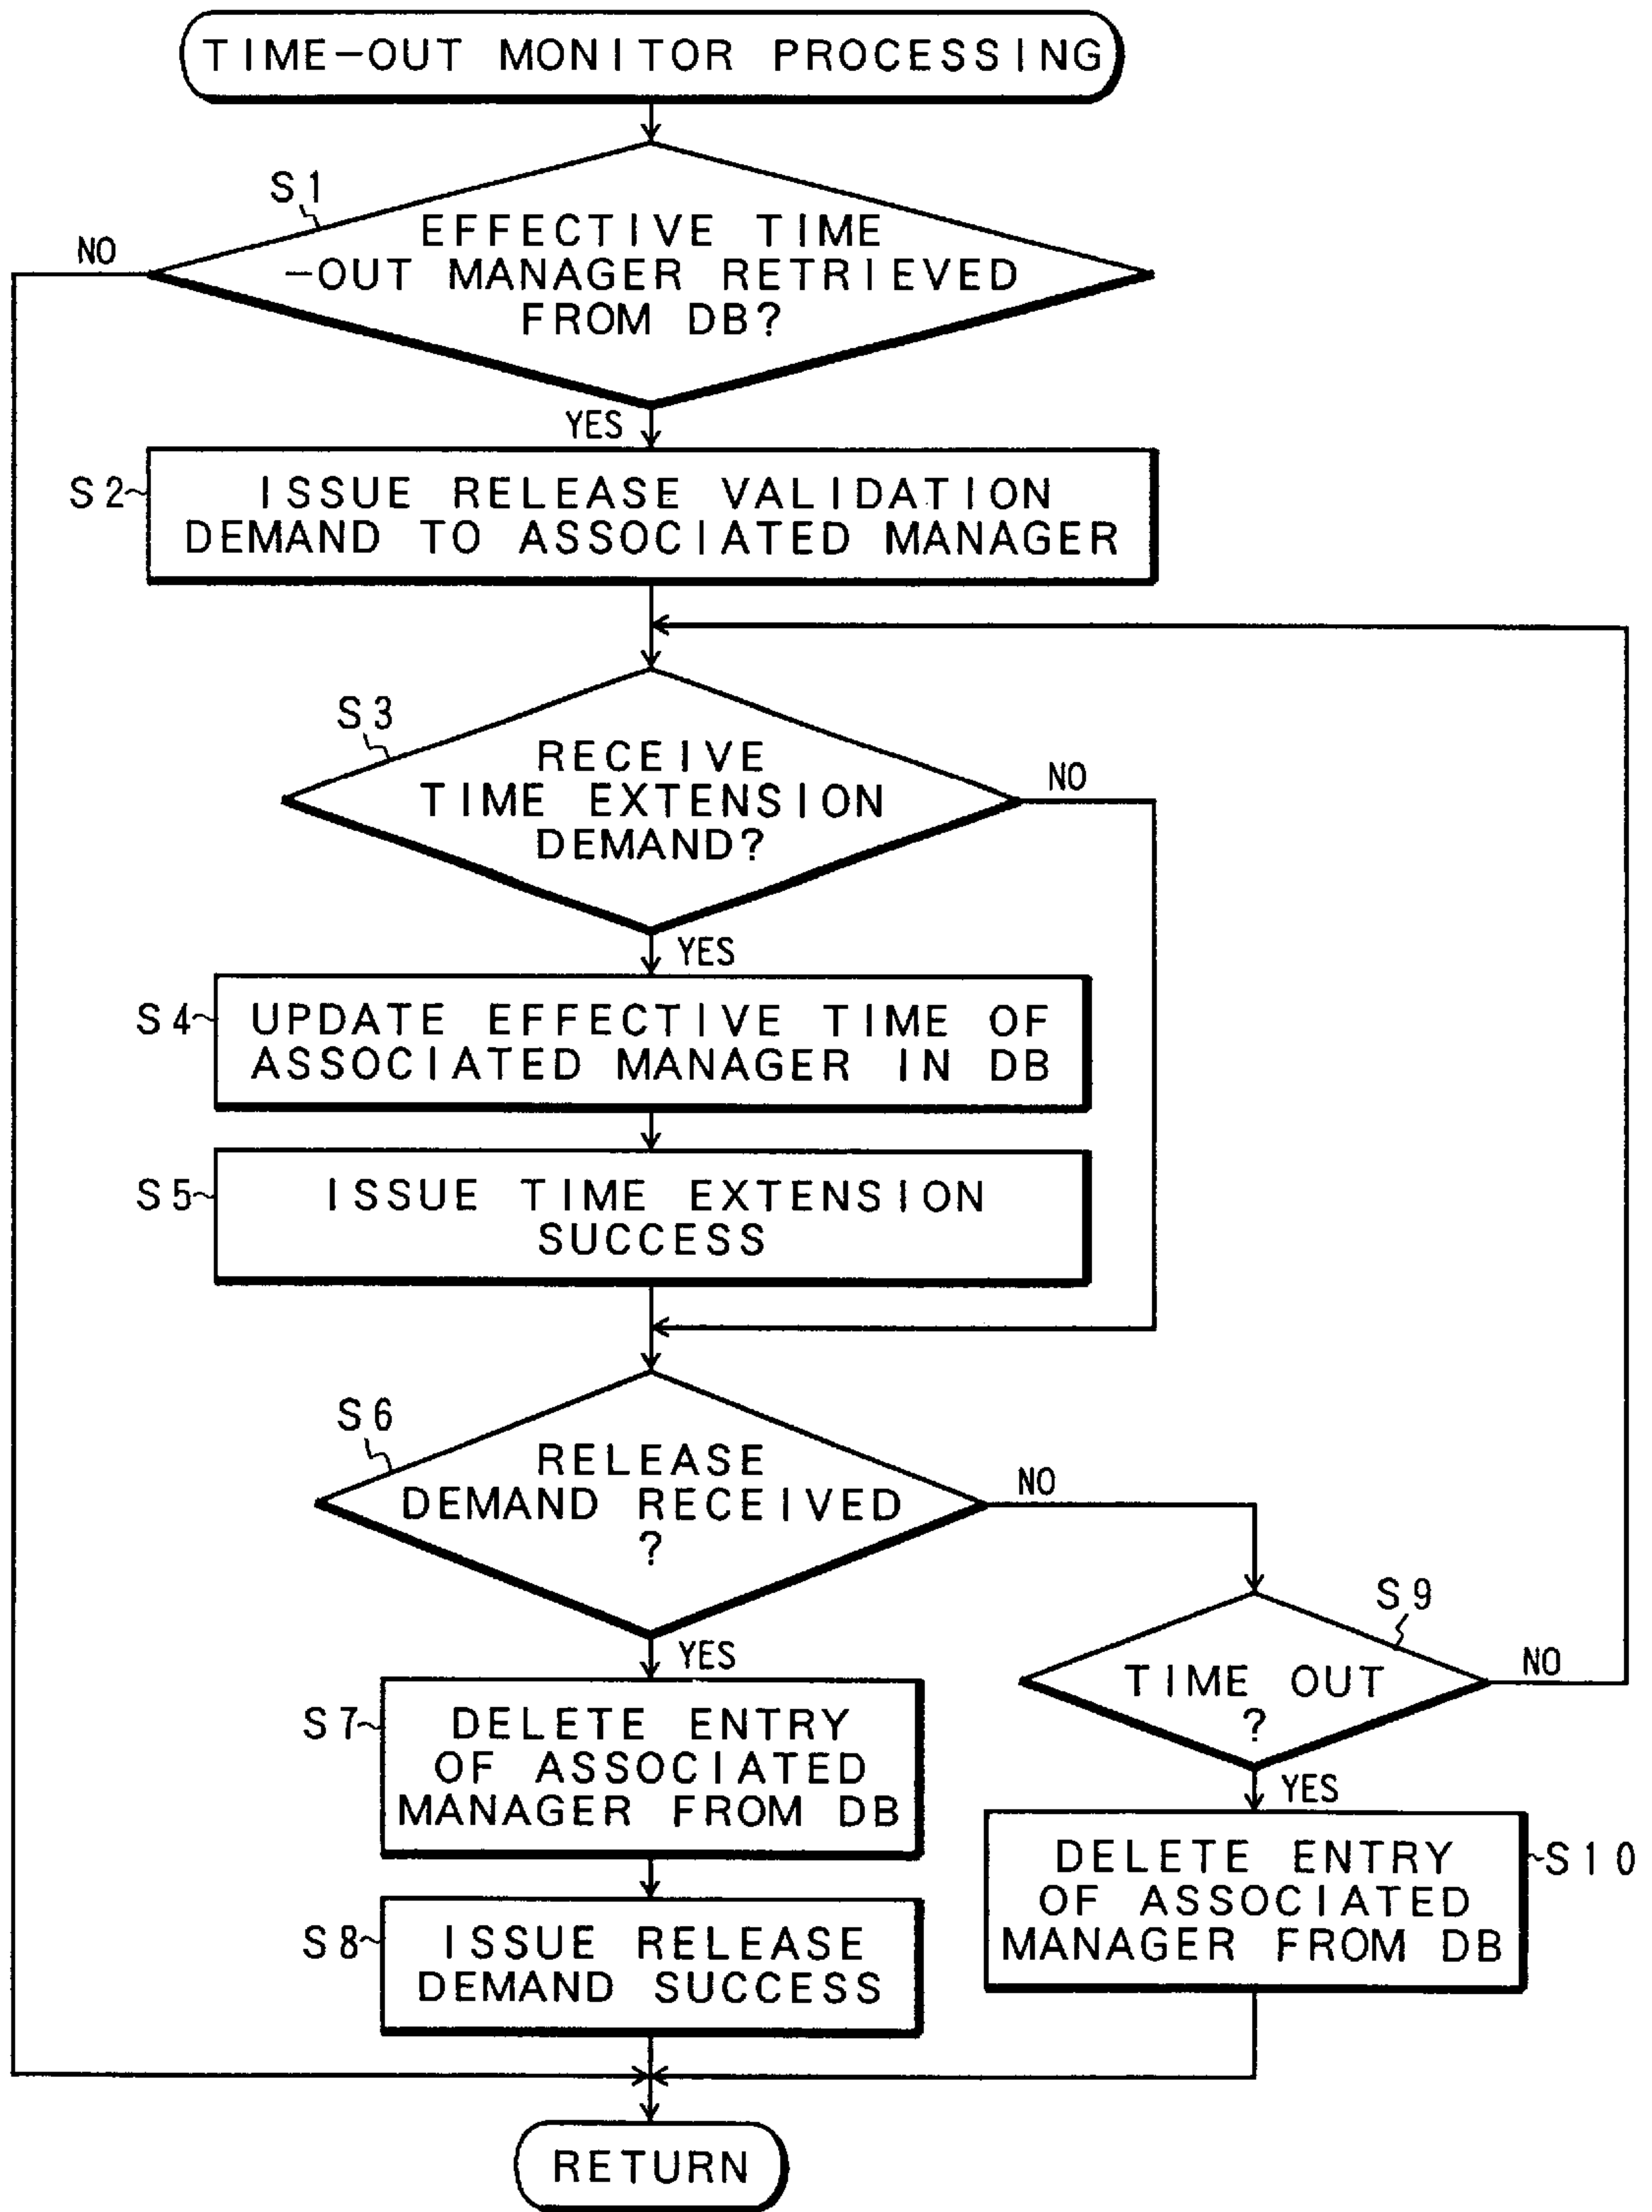 TIME-OUT MONITOR PROCESSING
S1
NO
EFFECTIVE TIME
-OUT MANAGER RETRIEVED
FROM DB?
YES
S2
ISSUE RELEASE VALIDATION
DEMAND TO ASSOCIATED MANAGER
S3
RECEIVE
TIME EXTENSION
DEMAND?
NO
YES
S4
UPDATE EFFECTIVE TIME OF
ASSOCIATED MANAGER IN DB
S5
ISSUE TIME EXTENSION
SUCCESS
S6
RELEASE
DEMAND RECEIVED
?
NO
YES
S9
TIME OUT
?
NO
YES
S7
DELETE ENTRY
OF ASSOCIATED
MANAGER FROM DB
S10
DELETE ENTRY
OF ASSOCIATED
MANAGER FROM DB
S8
ISSUE RELEASE
DEMAND SUCCESS
RETURN